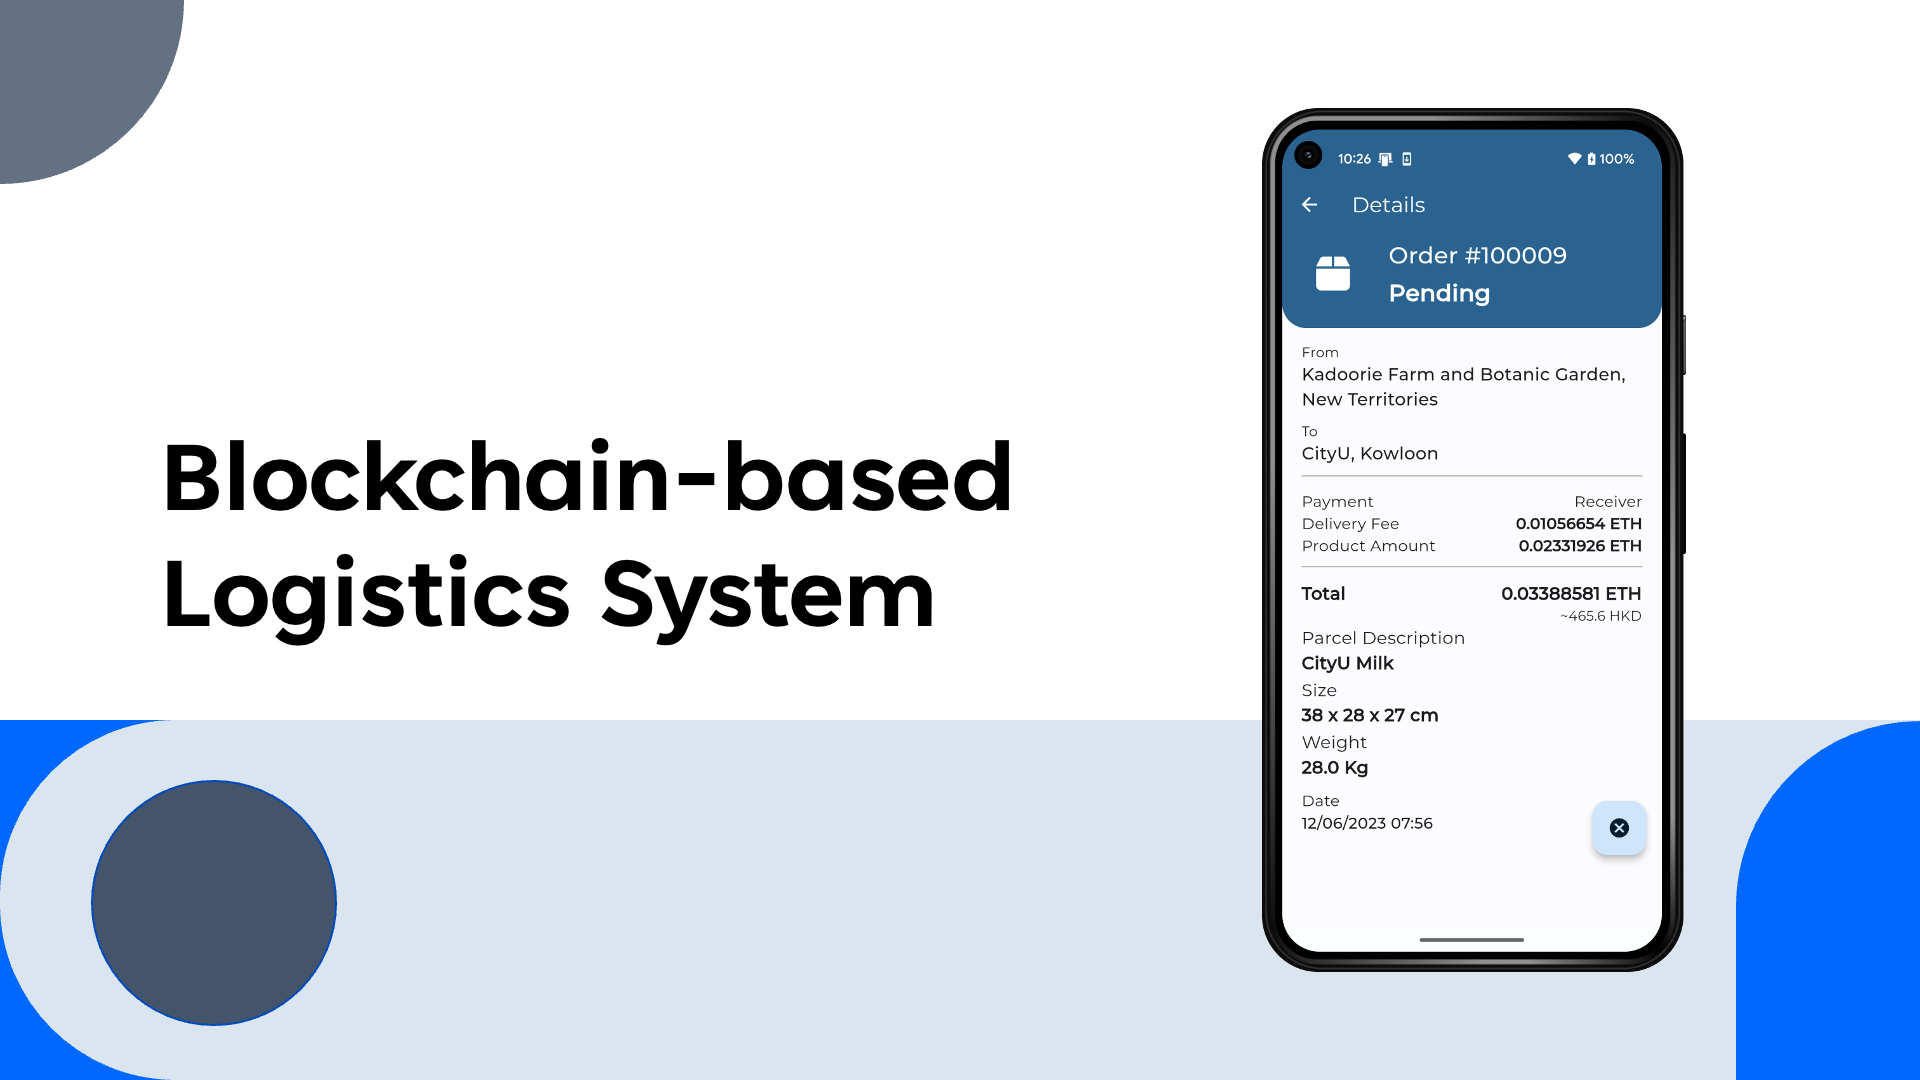 Blockchain-based
Logistics System
10:26
100%
Details
Order #100009
Pending
From
Kadoorie Farm and Botanic Garden,
New Territories
To
CityU, Kowloon
Payment Receiver
Delivery Fee 0.01056654 ETH
Product Amount 0.02331926 ETH
Total 0.03388581 ETH
~465.6 HKD
Parcel Description
CityU Milk
Size
38 x 28 x 27 cm
Weight
28.0 Kg
Date
12/06/2023 07:56